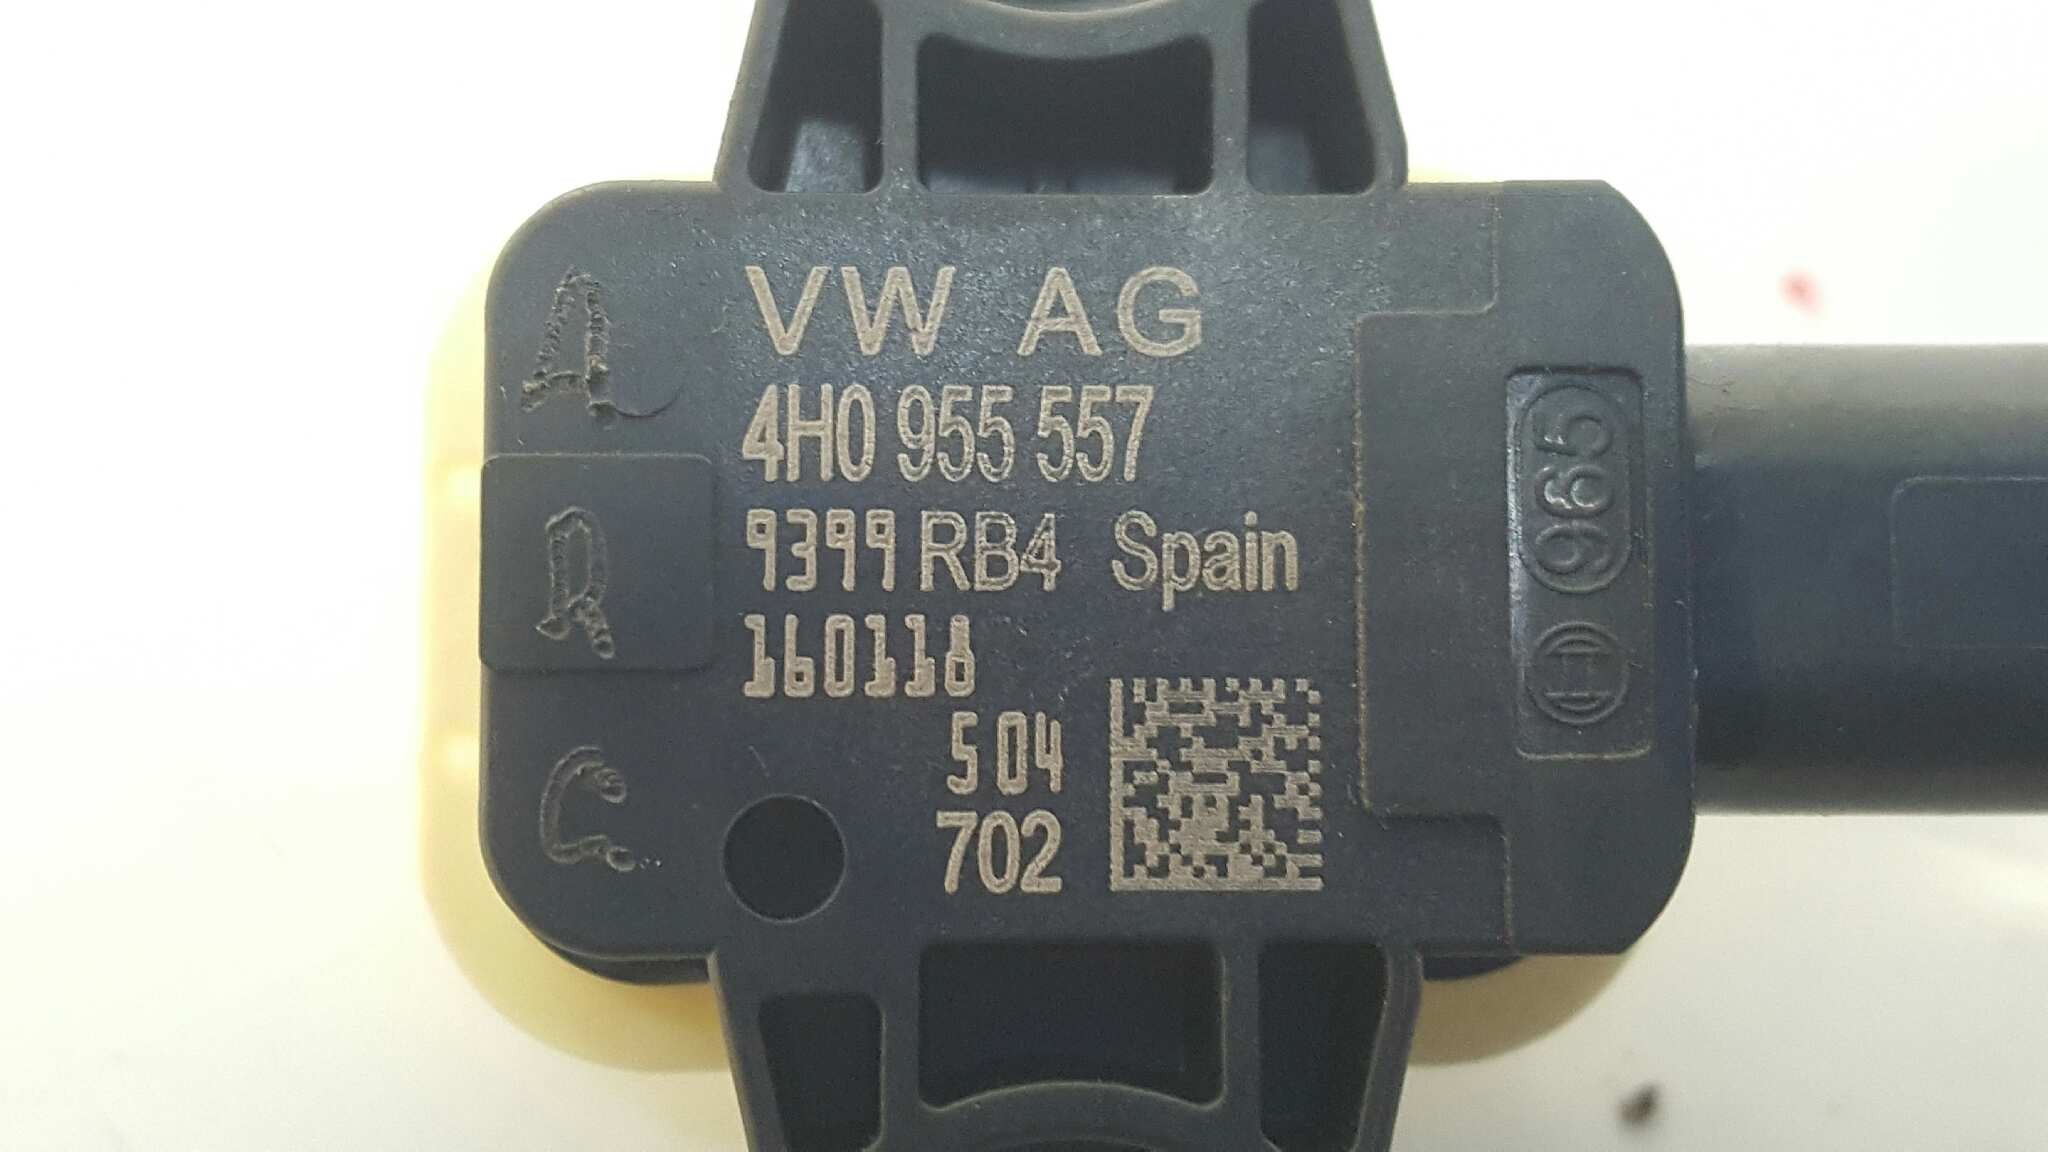 VW AG
4H0 955 557
9399 RB4 Spain
160118
504
702
A
R
C
965